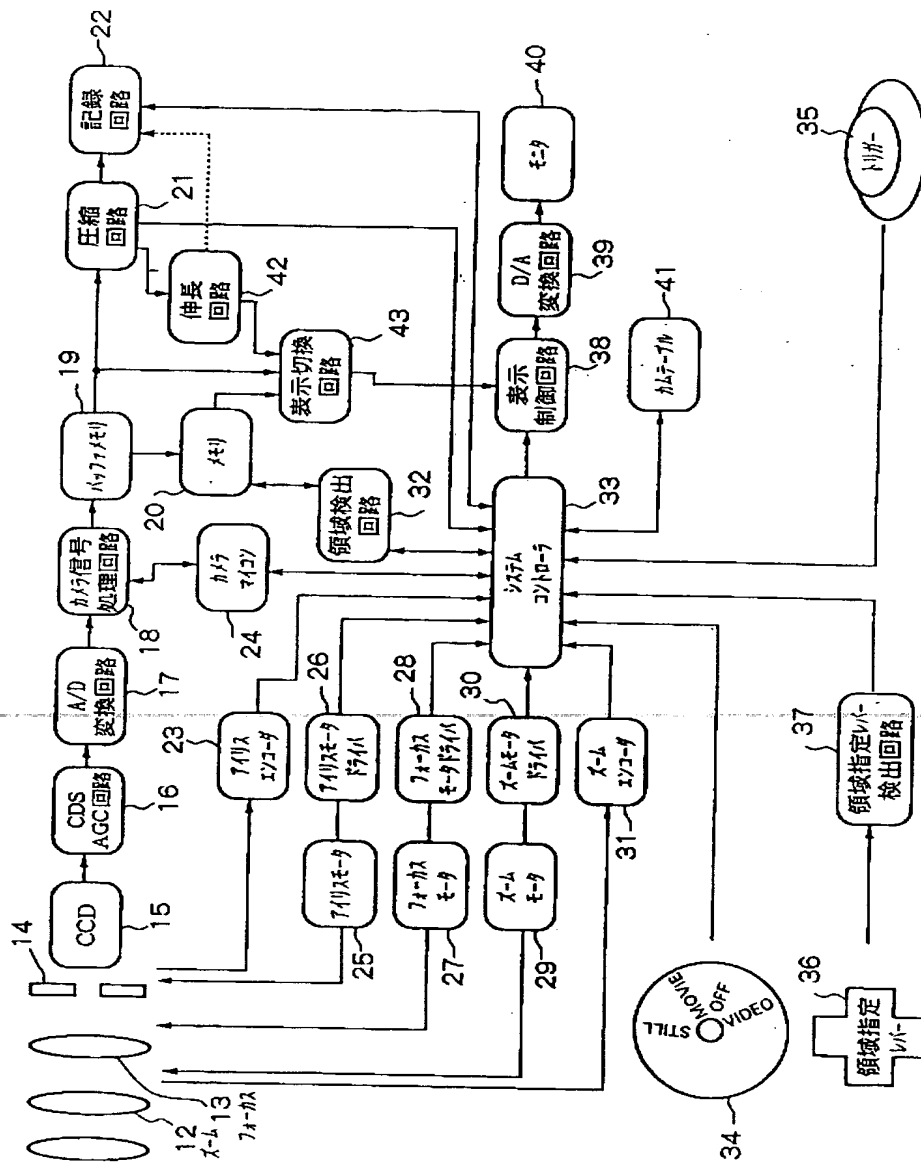 14
CCD
15
CDS
AGC回路
16
A/D
変換回路
17
カメラ信号
処理回路
18
バッファメモリ
19
圧縮
回路
21
記録
回路
22
12
ズーム
13
フォーカス
23
アイリス
エンコーダ
24
カメラ
マイコン
20
メモリ
伸長
回路
42
表示切換
回路
43
領域検出
回路
32
25
アイリスモータ
26
アイリスモータ
ドライバ
27
フォーカス
モータ
28
フォーカス
モータドライバ
29
ズーム
モータ
30
ズームモータ
ドライバ
31
ズーム
エンコーダ
システム
コントローラ
33
表示
制御回路
38
D/A
変換回路
39
モニタ
40
カムテーブル
41
34
STILL
MOVIE
OFF
VIDEO
36
領域指定
レバー
37
領域指定レバー
検出回路
35
トリガー